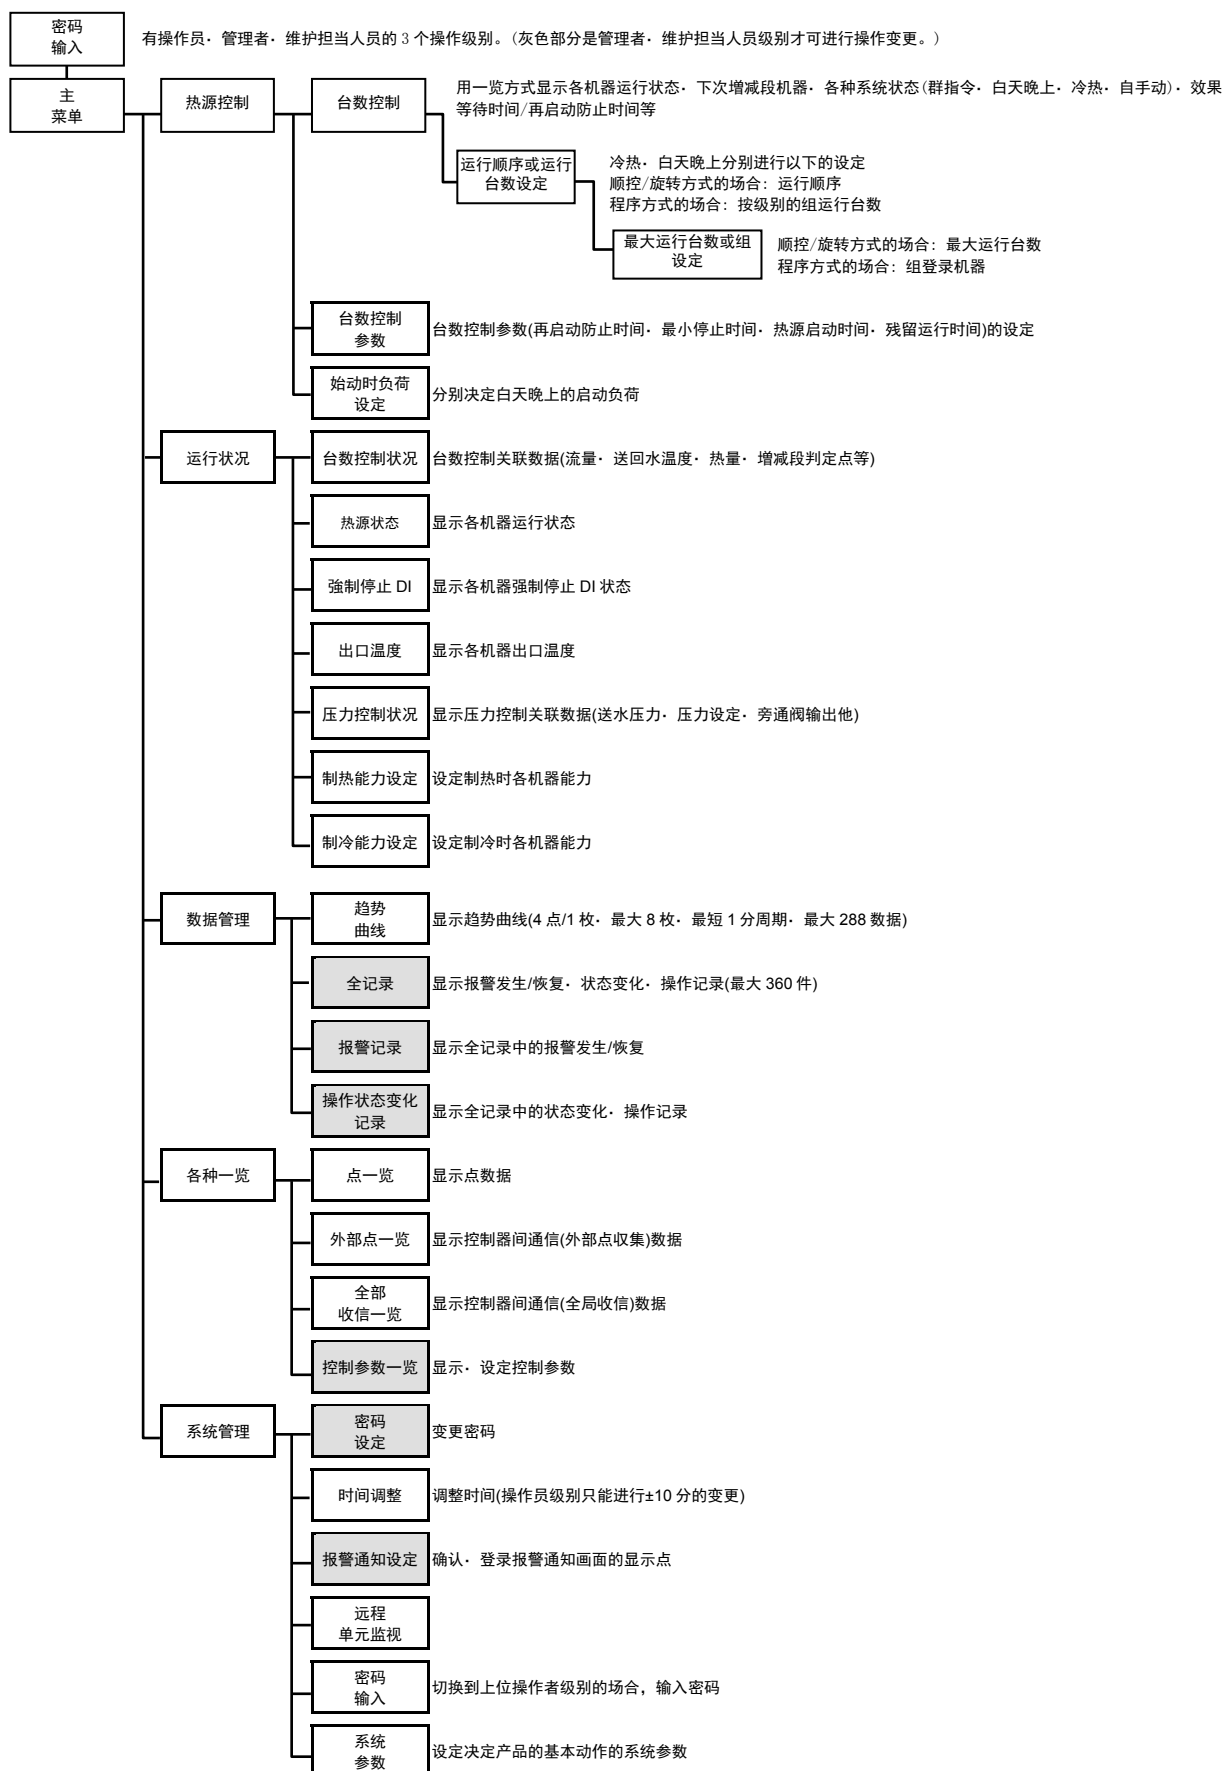 密码
输入
有操作员・管理者・维护担当人员的 3 个操作级别。(灰色部分是管理者・维护担当人员级别才可进行操作变更。)
主
菜单
热源控制
台数控制
用一览方式显示各机器运行状态・下次增减段机器・各种系统状态(群指令・白天晚上・冷热・自手动)・效果
等待时间/再启动防止时间等
运行顺序或运行
台数设定
冷热・白天晚上分别进行以下的设定
顺控/旋转方式的场合: 运行顺序
程序方式的场合: 按级别的组运行台数
最大运行台数或组
设定
顺控/旋转方式的场合: 最大运行台数
程序方式的场合: 组登录机器
台数控制
参数
台数控制参数(再启动防止时间・最小停止时间・热源启动时间・残留运行时间)的设定
始动时负荷
设定
分别决定白天晚上的启动负荷
运行状况
台数控制状况
台数控制关联数据(流量・送回水温度・热量・增减段判定点等)
热源状态
显示各机器运行状态
強制停止 DI
显示各机器强制停止 DI 状态
出口温度
显示各机器出口温度
压力控制状况
显示压力控制关联数据(送水压力・压力设定・旁通阀输出他)
制热能力设定
设定制热时各机器能力
制冷能力设定
设定制冷时各机器能力
数据管理
趋势
曲线
显示趋势曲线(4 点/1 枚・最大 8 枚・最短 1 分周期・最大 288 数据)
全记录
显示报警发生/恢复・状态变化・操作记录(最大 360 件)
报警记录
显示全记录中的报警发生/恢复
操作状态变化
记录
显示全记录中的状态变化・操作记录
各种一览
点一览
显示点数据
外部点一览
显示控制器间通信(外部点收集)数据
全部
收信一览
显示控制器间通信(全局收信)数据
控制参数一览
显示・设定控制参数
系统管理
密码
设定
变更密码
时间调整
调整时间(操作员级别只能进行±10 分的变更)
报警通知设定
确认・登录报警通知画面的显示点
远程
单元监视
密码
输入
切换到上位操作者级别的场合，输入密码
系统
参数
设定决定产品的基本动作的系统参数